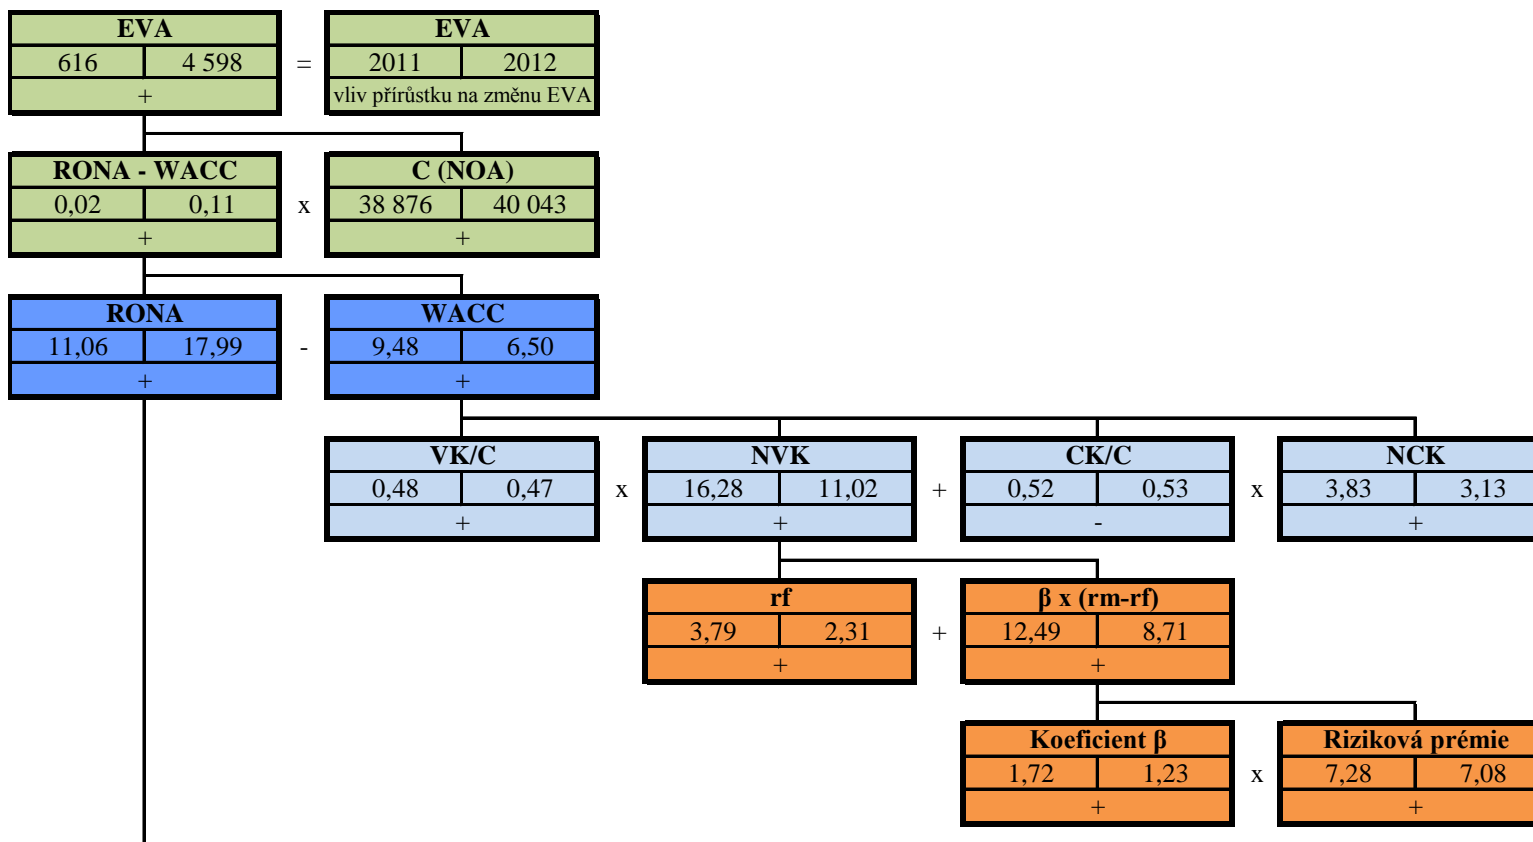 EVA EVA
616 4 598 = 2011 2012
+ vliv přírůstku na změnu EVA
RONA - WACC C (NOA)
0,02 0,11 x 38 876 40 043
+ +
RONA WACC
11,06 17,99 - 9,48 6,50
+ +
VK/C NVK CK/C NCK
0,48 0,47 x 16,28 11,02 + 0,52 0,53 x 3,83 3,13
+ + - +
rf β x (rm-rf)
3,79 2,31 + 12,49 8,71
+ +
Koeficient β Riziková prémie
1,72 1,23 x 7,28 7,08
+ +